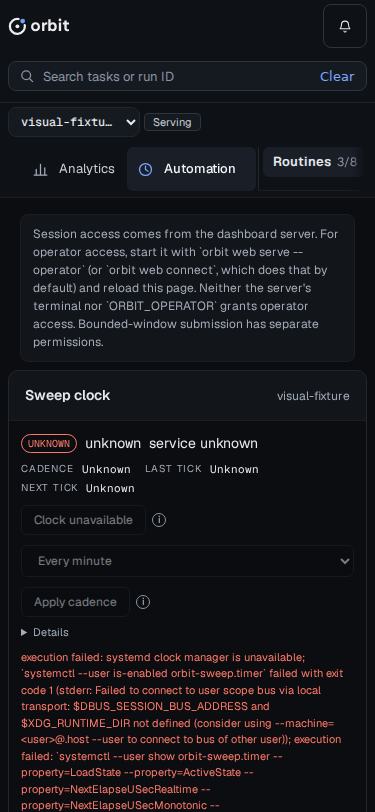 orbit
Search tasks or run ID
Clear
visual-fixtu…
Serving
Analytics
Automation
Routines 3/8
Session access comes from the dashboard server. For
operator access, start it with `orbit web serve --
operator` (or `orbit web connect`, which does that by
default) and reload this page. Neither the server's
terminal nor `ORBIT_OPERATOR` grants operator
access. Bounded-window submission has separate
permissions.
Sweep clock
visual-fixture
UNKNOWN unknown service unknown
CADENCE Unknown LAST TICK Unknown
NEXT TICK Unknown
Clock unavailable
Every minute
Apply cadence
Details
execution failed: systemd clock manager is unavailable;
`systemctl --user is-enabled orbit-sweep.timer` failed with exit
code 1 (stderr: Failed to connect to user scope bus via local
transport: $DBUS_SESSION_BUS_ADDRESS and
$XDG_RUNTIME_DIR not defined (consider using --machine=
<user>@.host --user to connect to bus of other user)); execution
failed: `systemctl --user show orbit-sweep.timer --
property=LoadState --property=ActiveState --
property=NextElapseUSecRealtime --
property=NextElapseUSecMonotonic --